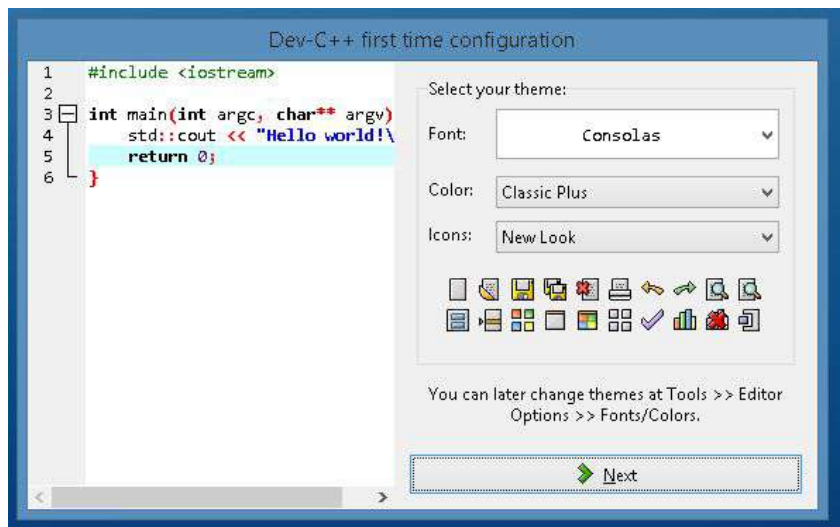 Dev-C++ first time configuration
1 #include <iostream>
2
3 int main(int argc, char** argv)
4 std::cout << "Hello world!\
5 return 0;
6 }
Select your theme:
Font: Consolas
Color: Classic Plus
Icons: New Look
You can later change themes at Tools >> Editor
Options >> Fonts/Colors.
Next